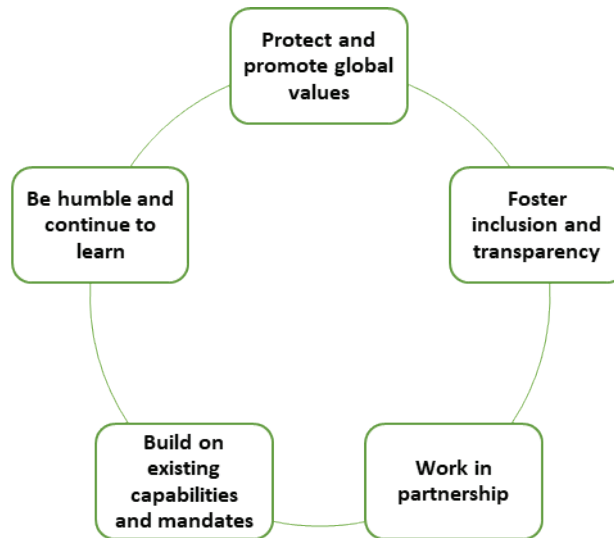 Protect and
promote global
values
Foster
inclusion and
transparency
Work in
partnership
Build on
existing
capabilities
and mandates
Be humble and
continue to
learn